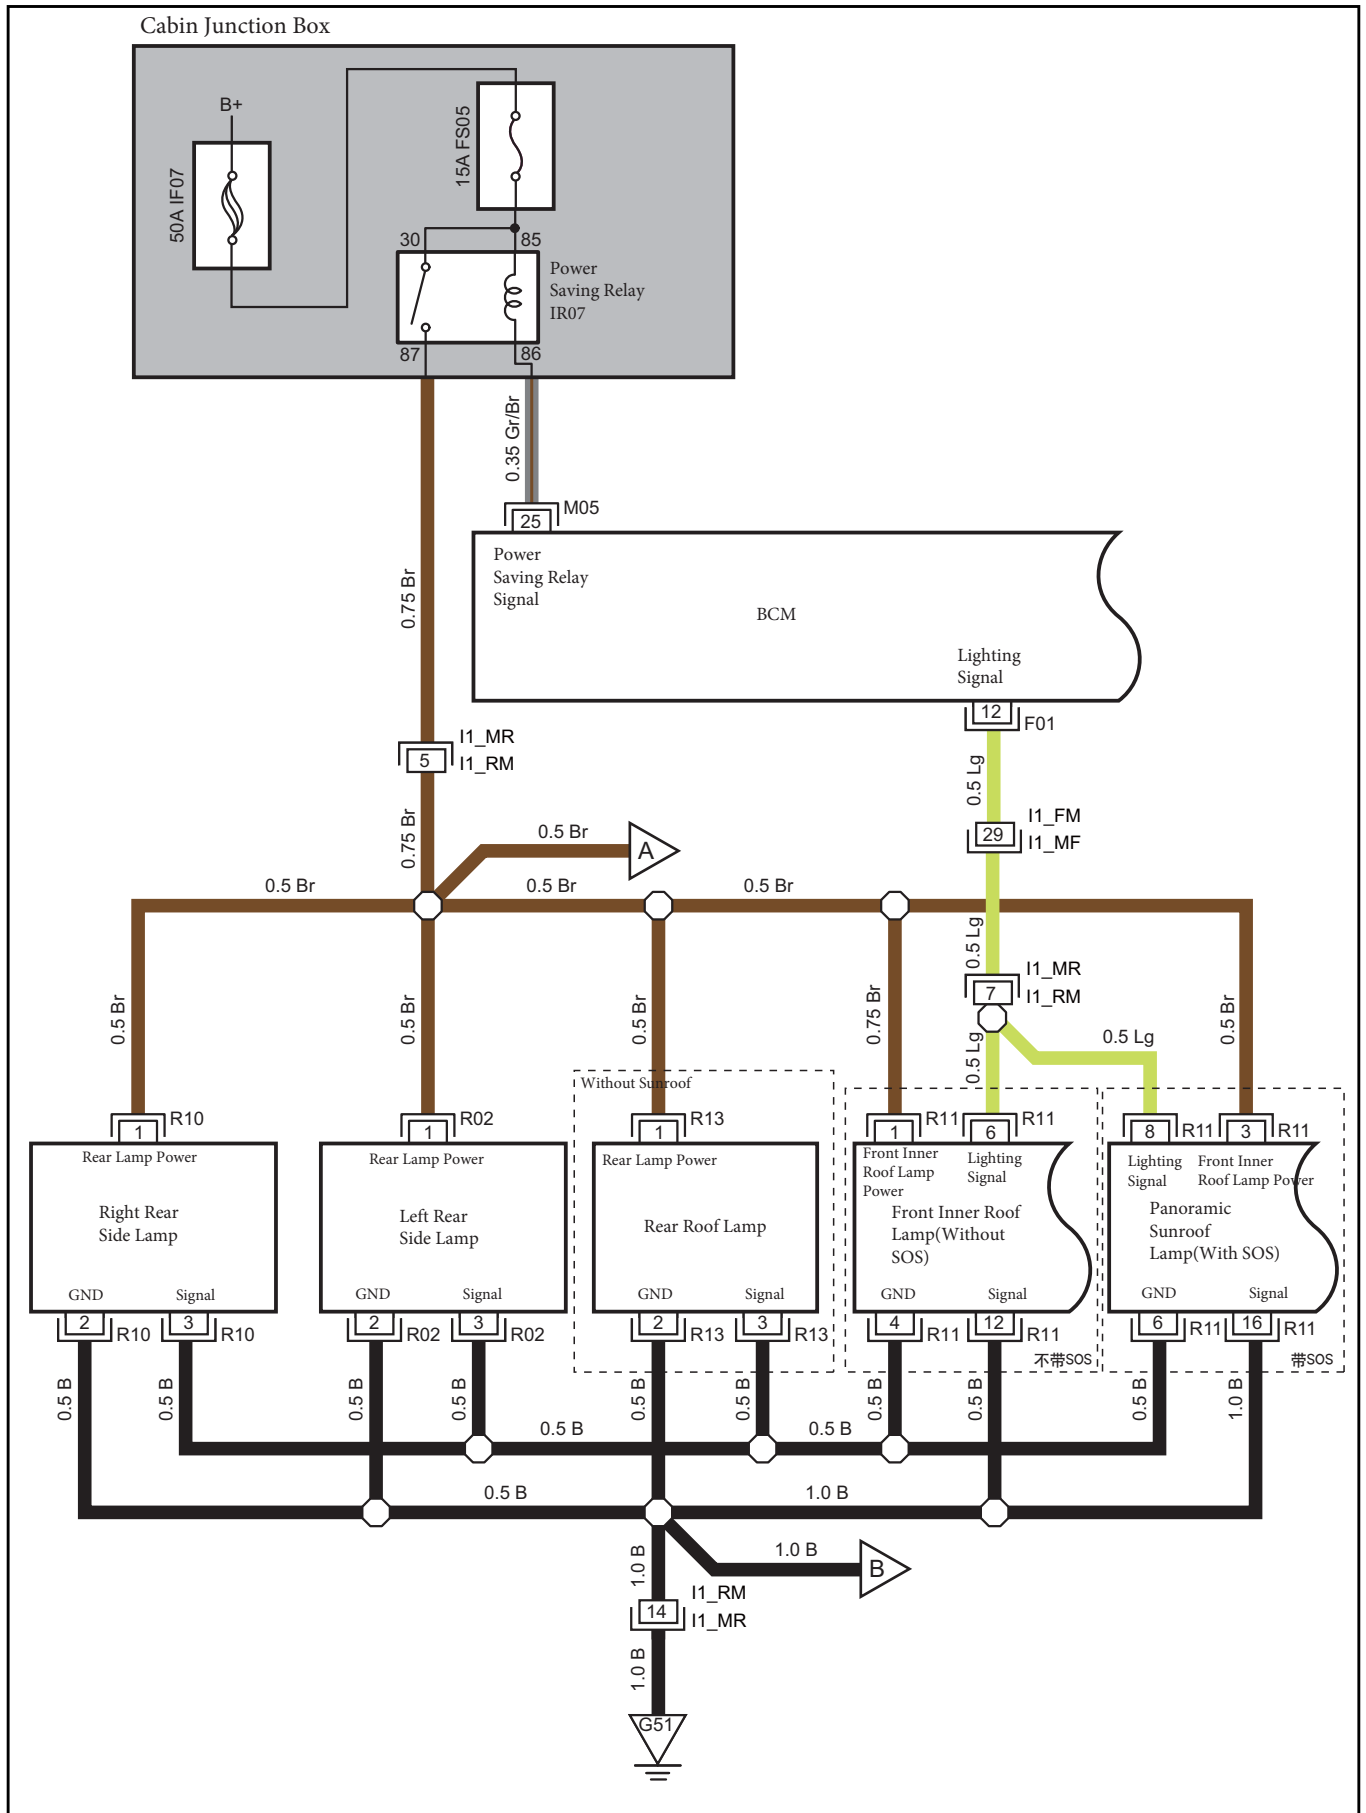 Cabin Junction Box
B+
50A IF07
15A FS05
30
85
Power
Saving Relay
IR07
87
86
0.35 Gr/Br
M05
25
Power
Saving Relay
Signal
BCM
0.75 Br
Lighting
Signal
12
F01
I1_MR
5
I1_RM
0.5 Lg
0.75 Br
0.5 Br
A
I1_FM
29
I1_MF
0.5 Br
0.5 Br
0.5 Br
0.5 Lg
I1_MR
7
I1_RM
0.5 Br
0.5 Br
0.5 Br
0.75 Br
0.5 Lg
0.5 Lg
0.5 Br
Without Sunroof
1
R10
1
R02
1
R13
1
R11
6
R11
8
R11
3
R11
Rear Lamp Power
Right Rear
Side Lamp
GND
Signal
Rear Lamp Power
Left Rear
Side Lamp
GND
Signal
Rear Lamp Power
Rear Roof Lamp
GND
Signal
Front Inner
Roof Lamp
Power
Lighting
Signal
Front Inner Roof
Lamp(Without
SOS)
GND
Signal
Lighting
Signal
Front Inner
Roof Lamp Power
Panoramic
Sunroof
Lamp(With SOS)
GND
Signal
2
R10
3
R10
2
R02
3
R02
2
R13
3
R13
4
R11
12
R11
6
R11
16
R11
不带SOS
带SOS
0.5 B
0.5 B
0.5 B
0.5 B
0.5 B
0.5 B
0.5 B
0.5 B
0.5 B
1.0 B
0.5 B
0.5 B
0.5 B
1.0 B
1.0 B
1.0 B
B
I1_RM
14
I1_MR
1.0 B
G51